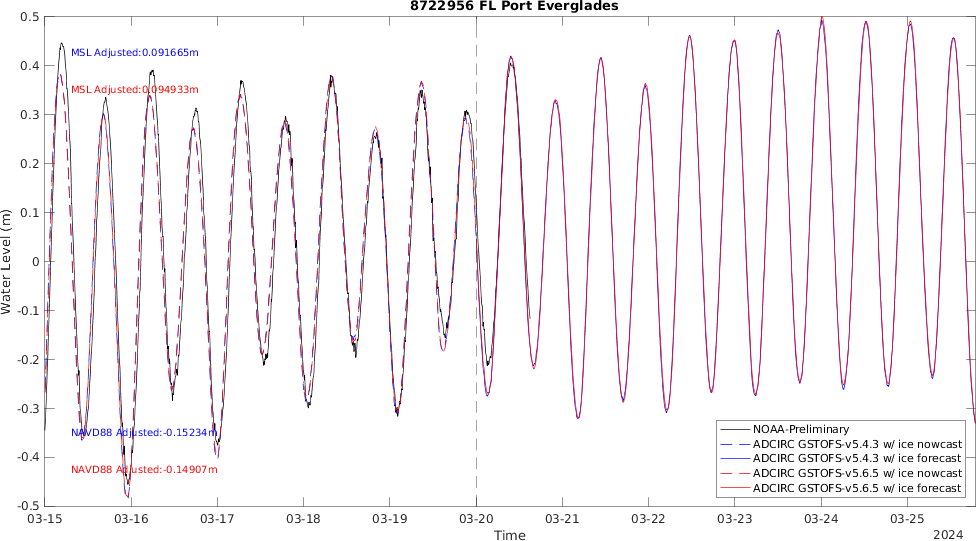 8722956 FL Port Everglades
0.5
MSL Adjusted:0.091665m
0.4
MSL Adjusted:0.094933m
0.3
0.2
0.1
Water Level (m)
0
-0.1
-0.2
-0.3
NAVD88 Adjusted:-0.15234m
-0.4
NAVD88 Adjusted:-0.14907m
-0.5
NOAA-Preliminary
ADCIRC GSTOFS-v5.4.3 w/ ice nowcast
ADCIRC GSTOFS-v5.4.3 w/ ice forecast
ADCIRC GSTOFS-v5.6.5 w/ ice nowcast
ADCIRC GSTOFS-v5.6.5 w/ ice forecast
03-15 03-16 03-17 03-18 03-19 03-20 03-21 03-22 03-23 03-24 03-25
Time
2024